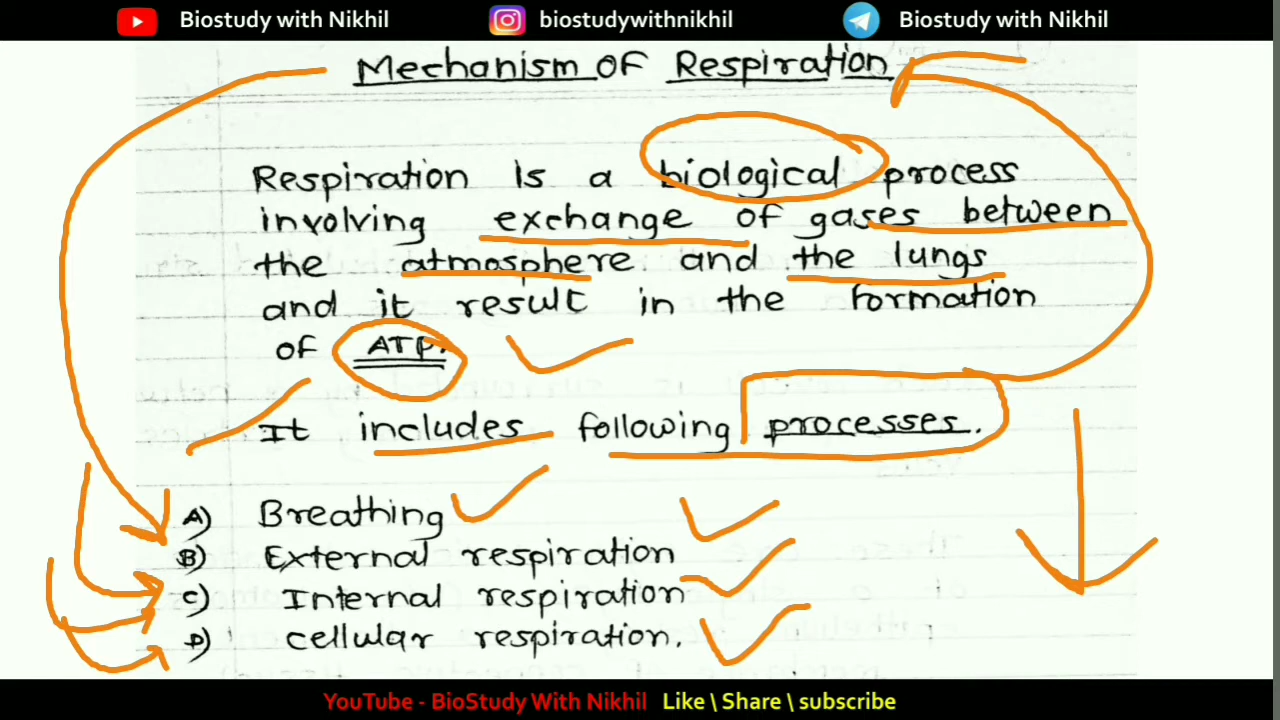 Biostudy with Nikhil biostudywithnikhil Biostudy with Nikhil
Mechanism of Respiration
Respiration is a biological process
involving exchange of gases between
the atmosphere and the lungs
and it result in the formation
of ATP.
It includes following processes.
A) Breathing
B) External respiration
C) Internal respiration
D) cellular respiration.
YouTube - BioStudy With Nikhil Like \ Share \ subscribe